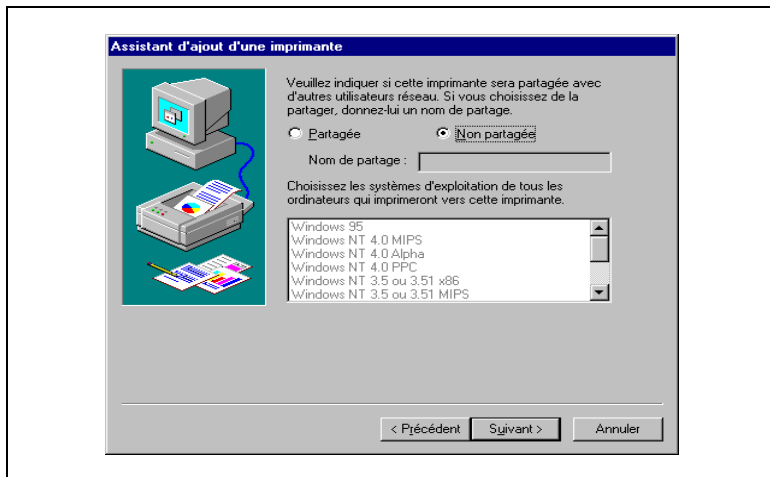 Assistant d'ajout d'une imprimante
Veuillez indiquer si cette imprimante sera partagée avec
d'autres utilisateurs réseau. Si vous choisissez de la
partager, donnez-lui un nom de partage.
Partagée Non partagée
Nom de partage :
Choisissez les systèmes d'exploitation de tous les
ordinateurs qui imprimeront vers cette imprimante.
Windows 95
Windows NT 4.0 MIPS
Windows NT 4.0 Alpha
Windows NT 4.0 PPC
Windows NT 3.5 ou 3.51 x86
Windows NT 3.5 ou 3.51 MIPS
< Précédent Suivant > Annuler